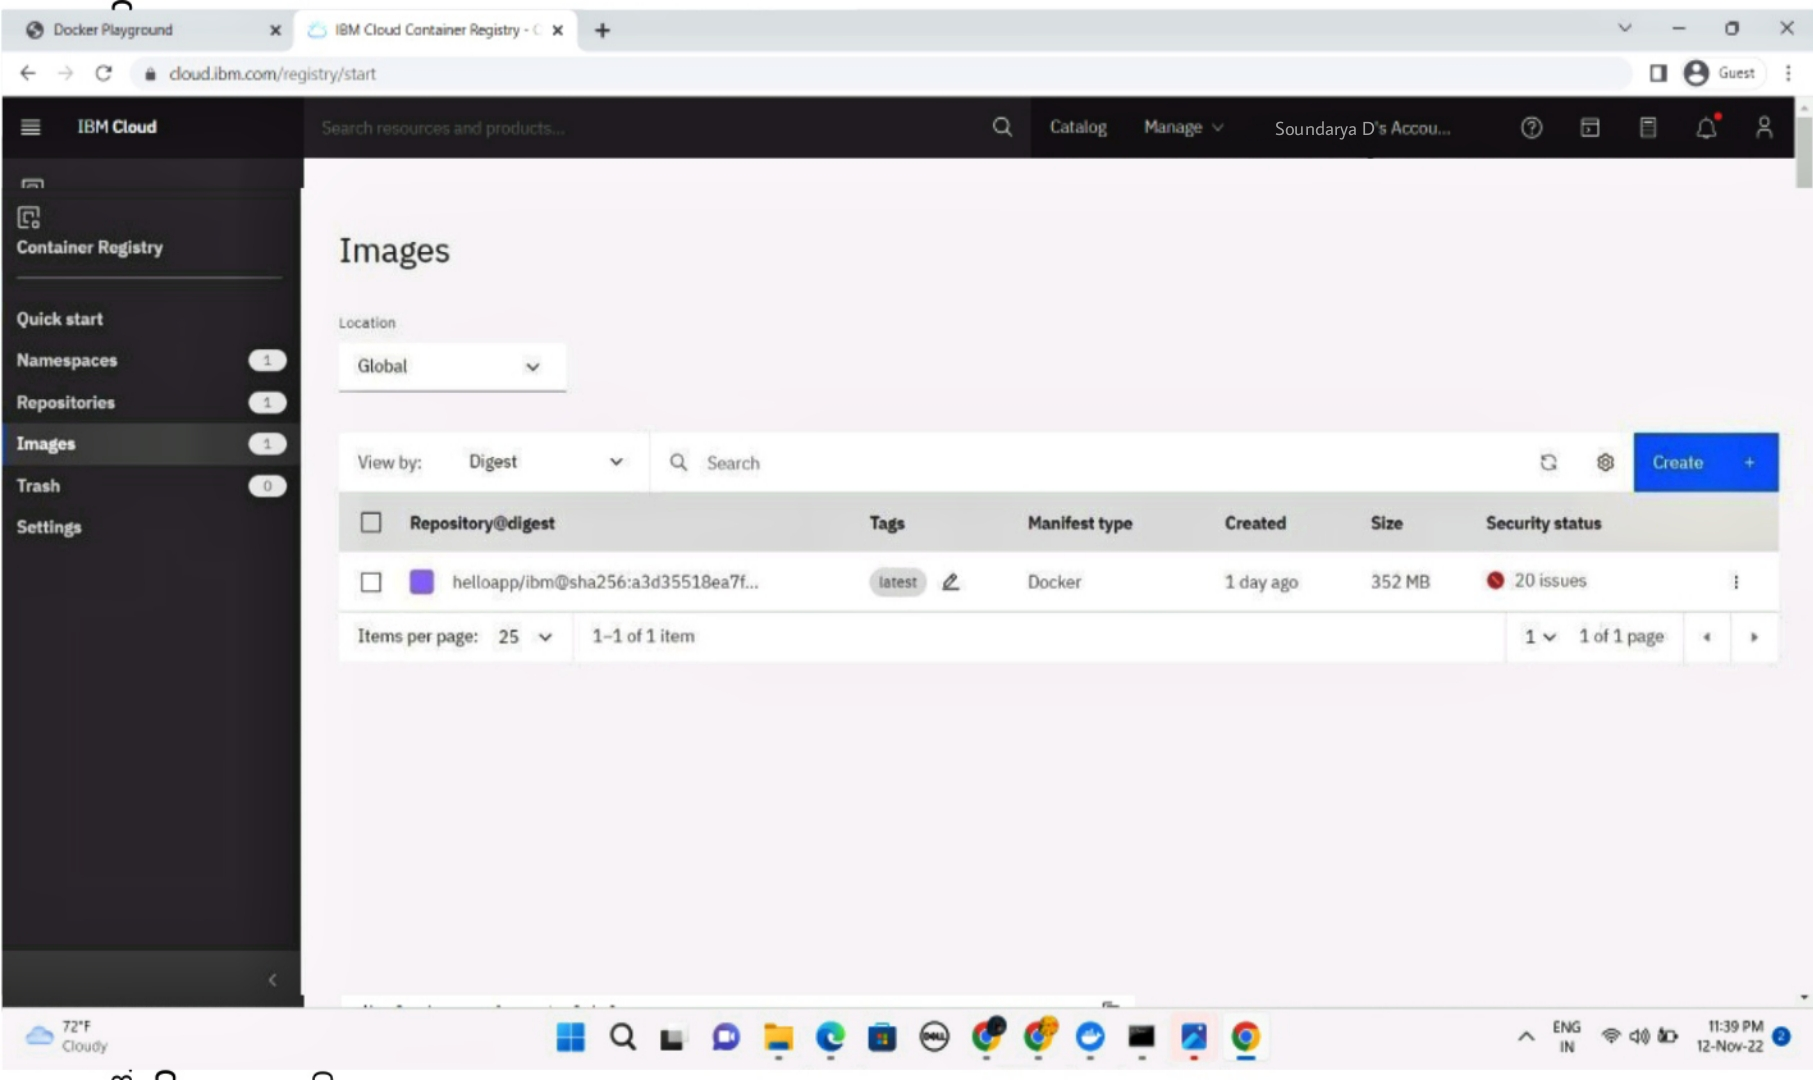 Docker Playground
IBM Cloud Container Registry - C
cloud.ibm.com/registry/start
Guest
IBM Cloud
Search resources and products...
Catalog
Manage
Soundarya D's Accou...
Container Registry
Quick start
Namespaces 1
Repositories 1
Images 1
Trash 0
Settings
Images
Location
Global
View by: Digest
Search
Create +
Repository@digest Tags Manifest type Created Size Security status
helloapp/ibm@sha256:a3d35518ea7f... latest Docker 1 day ago 352 MB 20 issues
Items per page: 25 1–1 of 1 item 1 1 of 1 page
72°F
Cloudy
DELL
ENG
IN
11:39 PM
12-Nov-22
2